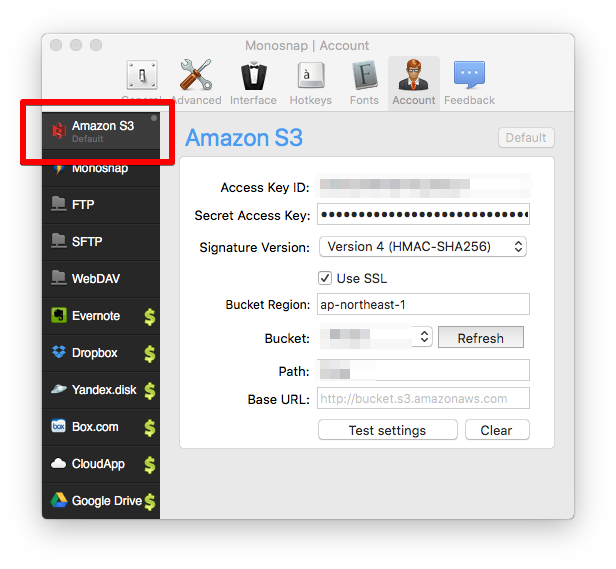 Monosnap | Account
General Advanced Interface Hotkeys Fonts Account Feedback
Amazon S3
Default
Monosnap
FTP
SFTP
WebDAV
Evernote $
Dropbox $
Yandex.disk $
Box.com $
CloudApp $
Google Drive $
Amazon S3
Default
Access Key ID:
Secret Access Key: ••••••••••••••••••••••••••••
Signature Version: Version 4 (HMAC-SHA256)
Use SSL
Bucket Region: ap-northeast-1
Bucket: Refresh
Path:
Base URL: http://bucket.s3.amazonaws.com
Test settings Clear